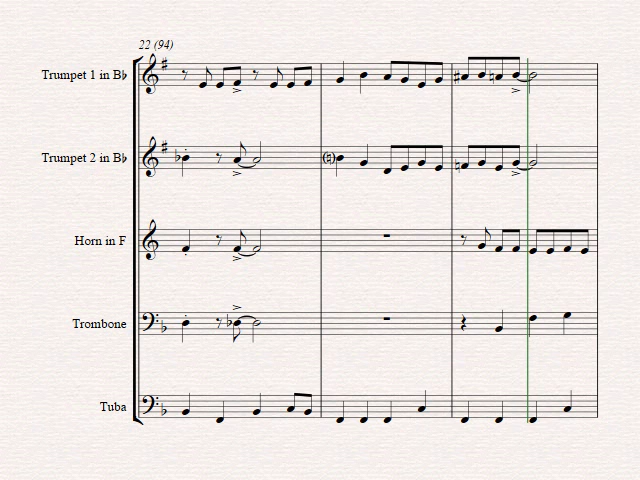 22 (94)
Trumpet 1 in B♭
Trumpet 2 in B♭
Horn in F
Trombone
Tuba